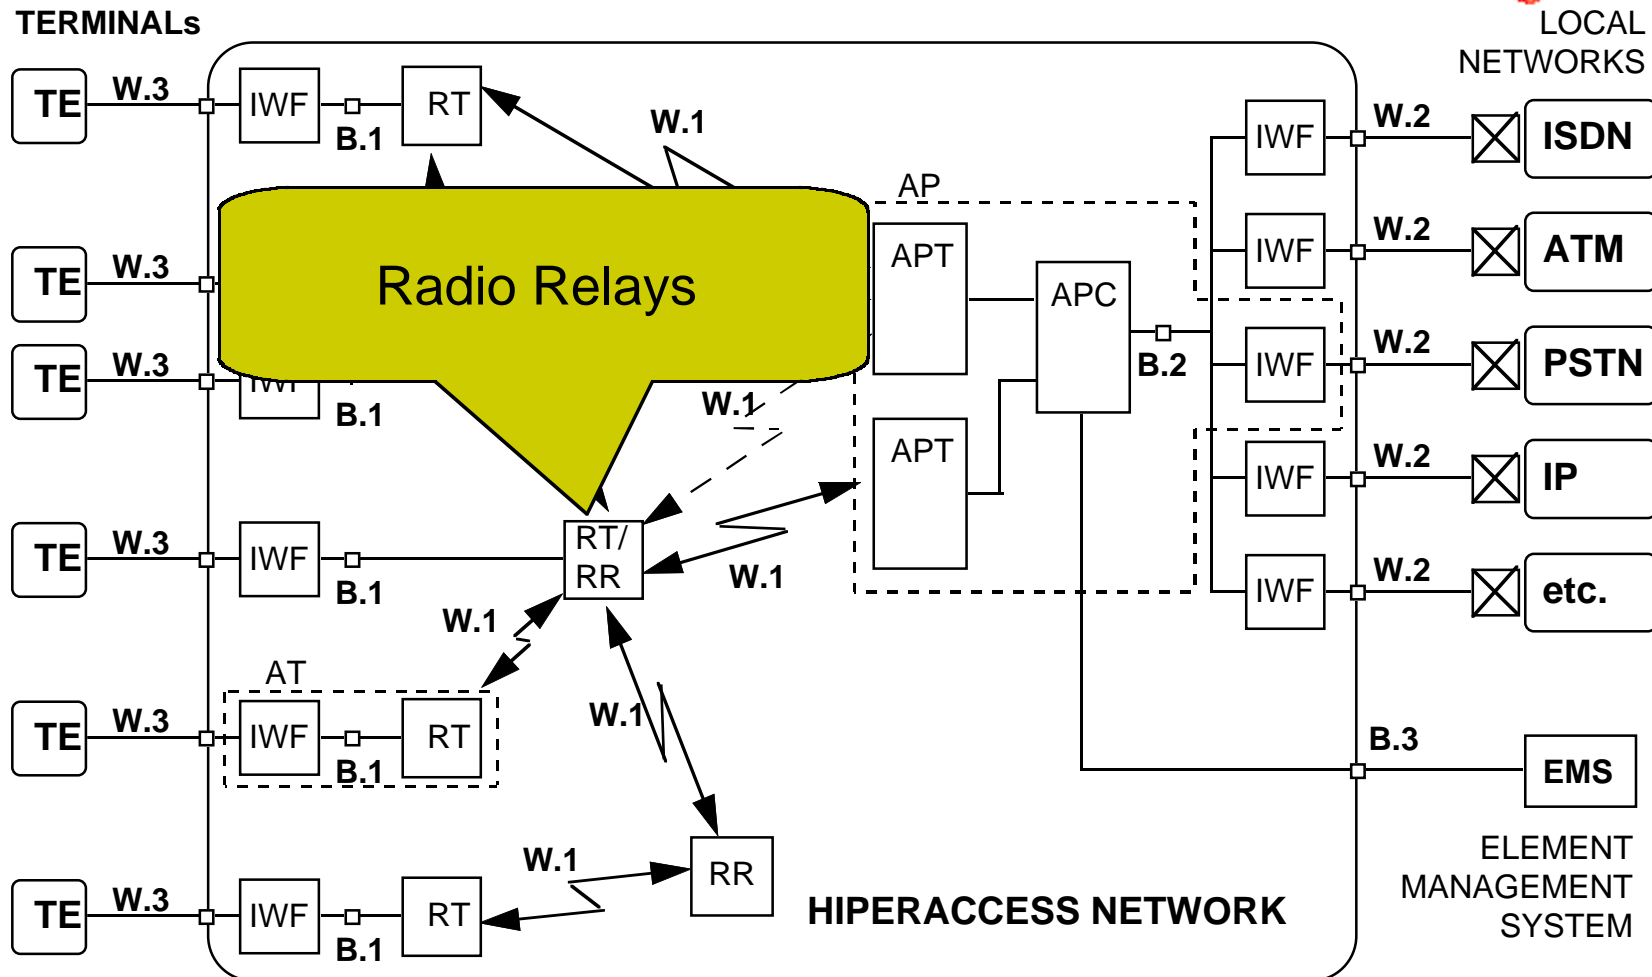 TERMINALs
LOCAL
NETWORKS
TE
W.3
IWF
B.1
RT
W.1
IWF
W.2
ISDN
AP
TE
W.3
Radio Relays
APT
APC
IWF
W.2
ATM
TE
W.3
IWF
B.1
W.1
B.2
IWF
W.2
PSTN
APT
IWF
W.2
IP
TE
W.3
IWF
B.1
RT/
RR
W.1
IWF
W.2
etc.
W.1
AT
TE
W.3
IWF
B.1
RT
W.1
B.3
EMS
ELEMENT
MANAGEMENT
SYSTEM
TE
W.3
IWF
B.1
RT
W.1
RR
HIPERACCESS NETWORK